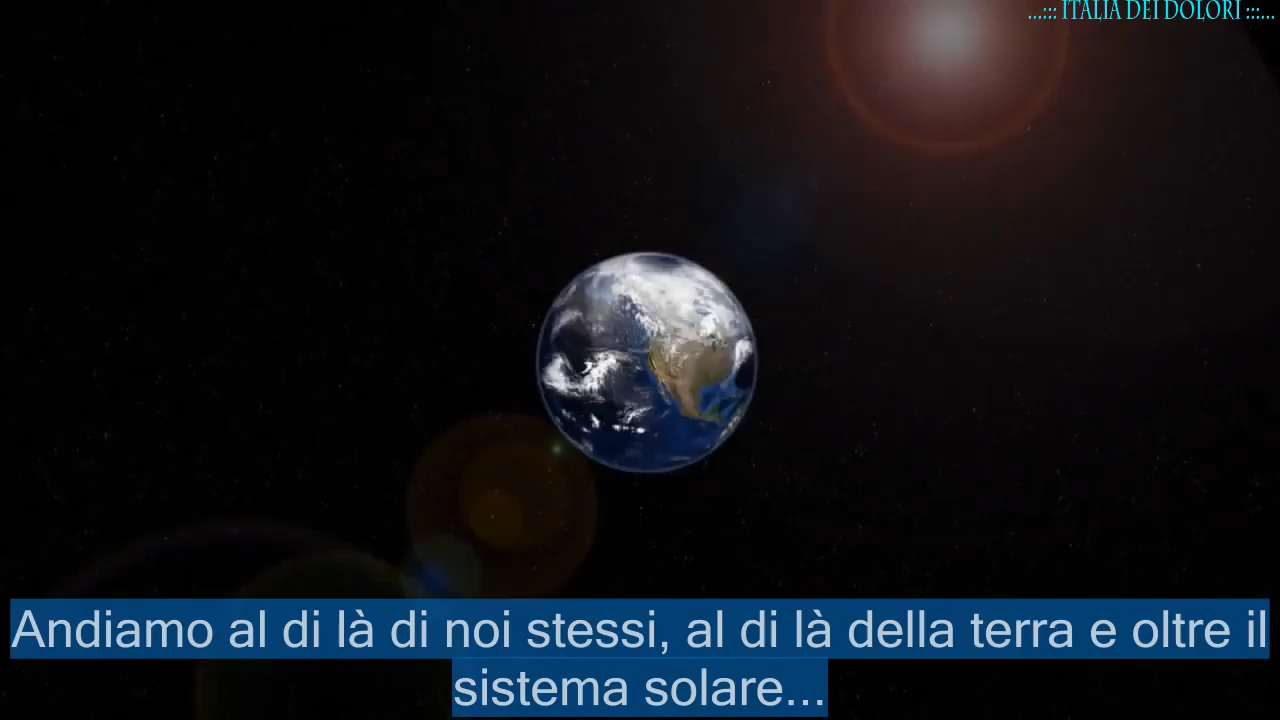 ...::: ITALIA DEI DOLORI :::...
Andiamo al di là di noi stessi, al di là della terra e oltre il
sistema solare...